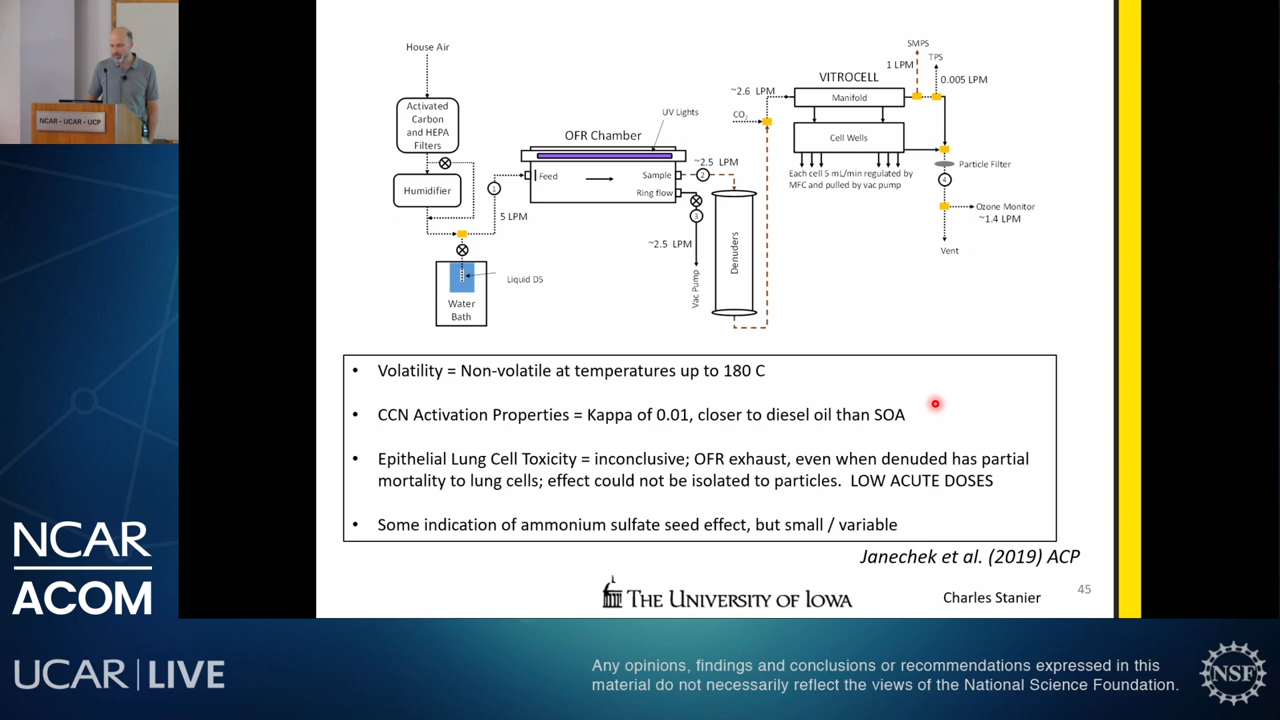 NCAR - UCAR - UCP
House Air
Activated
Carbon
and HEPA
Filters
Humidifier
1
5 LPM
Liquid D5
Water
Bath
OFR Chamber
UV Lights
Feed
Sample
Ring flow
~2.5 LPM
2
3
~2.5 LPM
Vac Pump
Denuders
~2.6 LPM
CO2
VITROCELL
Manifold
Cell Wells
Each cell 5 mL/min regulated by
MFC and pulled by vac pump
SMPS
1 LPM
TPS
0.005 LPM
Particle Filter
4
Ozone Monitor
~1.4 LPM
Vent
• Volatility = Non-volatile at temperatures up to 180 C
• CCN Activation Properties = Kappa of 0.01, closer to diesel oil than SOA
• Epithelial Lung Cell Toxicity = inconclusive; OFR exhaust, even when denuded has partial
mortality to lung cells; effect could not be isolated to particles. LOW ACUTE DOSES
• Some indication of ammonium sulfate seed effect, but small / variable
Janechek et al. (2019) ACP
THE UNIVERSITY OF IOWA
Charles Stanier
45
NCAR
ACOM
UCAR | LIVE
Any opinions, findings and conclusions or recommendations expressed in this
material do not necessarily reflect the views of the National Science Foundation.
NSF